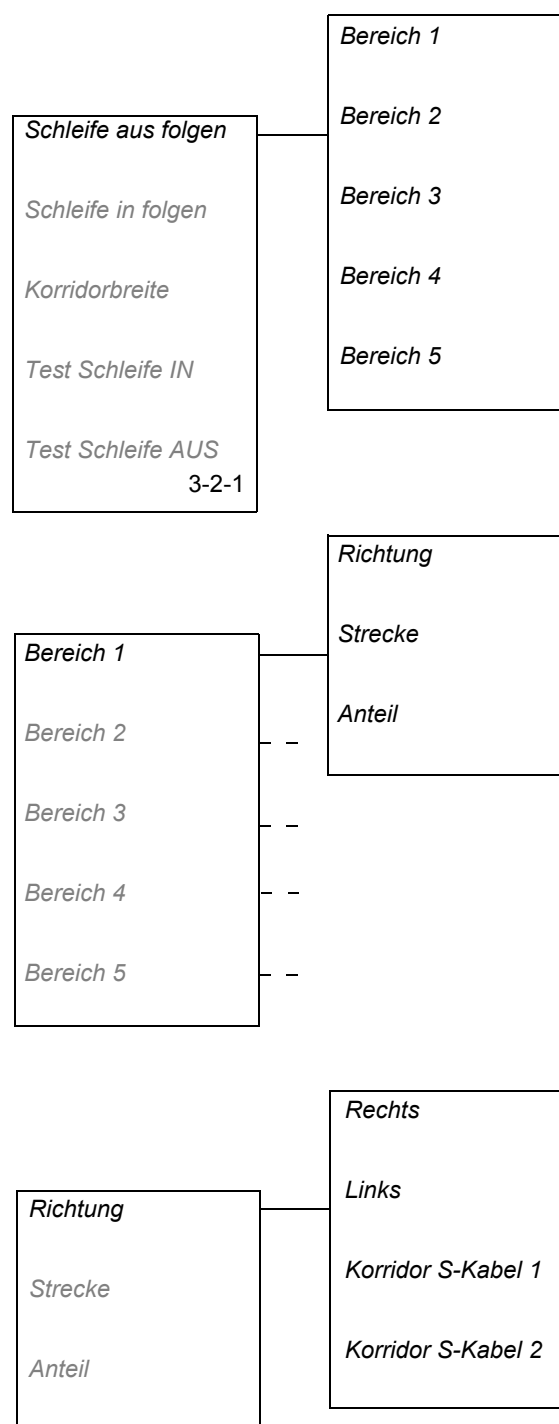 Bereich 1
Bereich 2
Bereich 3
Bereich 4
Bereich 5
Schleife aus folgen
Schleife in folgen
Korridorbreite
Test Schleife IN
Test Schleife AUS
3-2-1
Richtung
Strecke
Anteil
Bereich 1
Bereich 2
Bereich 3
Bereich 4
Bereich 5
Rechts
Links
Korridor S-Kabel 1
Korridor S-Kabel 2
Richtung
Strecke
Anteil